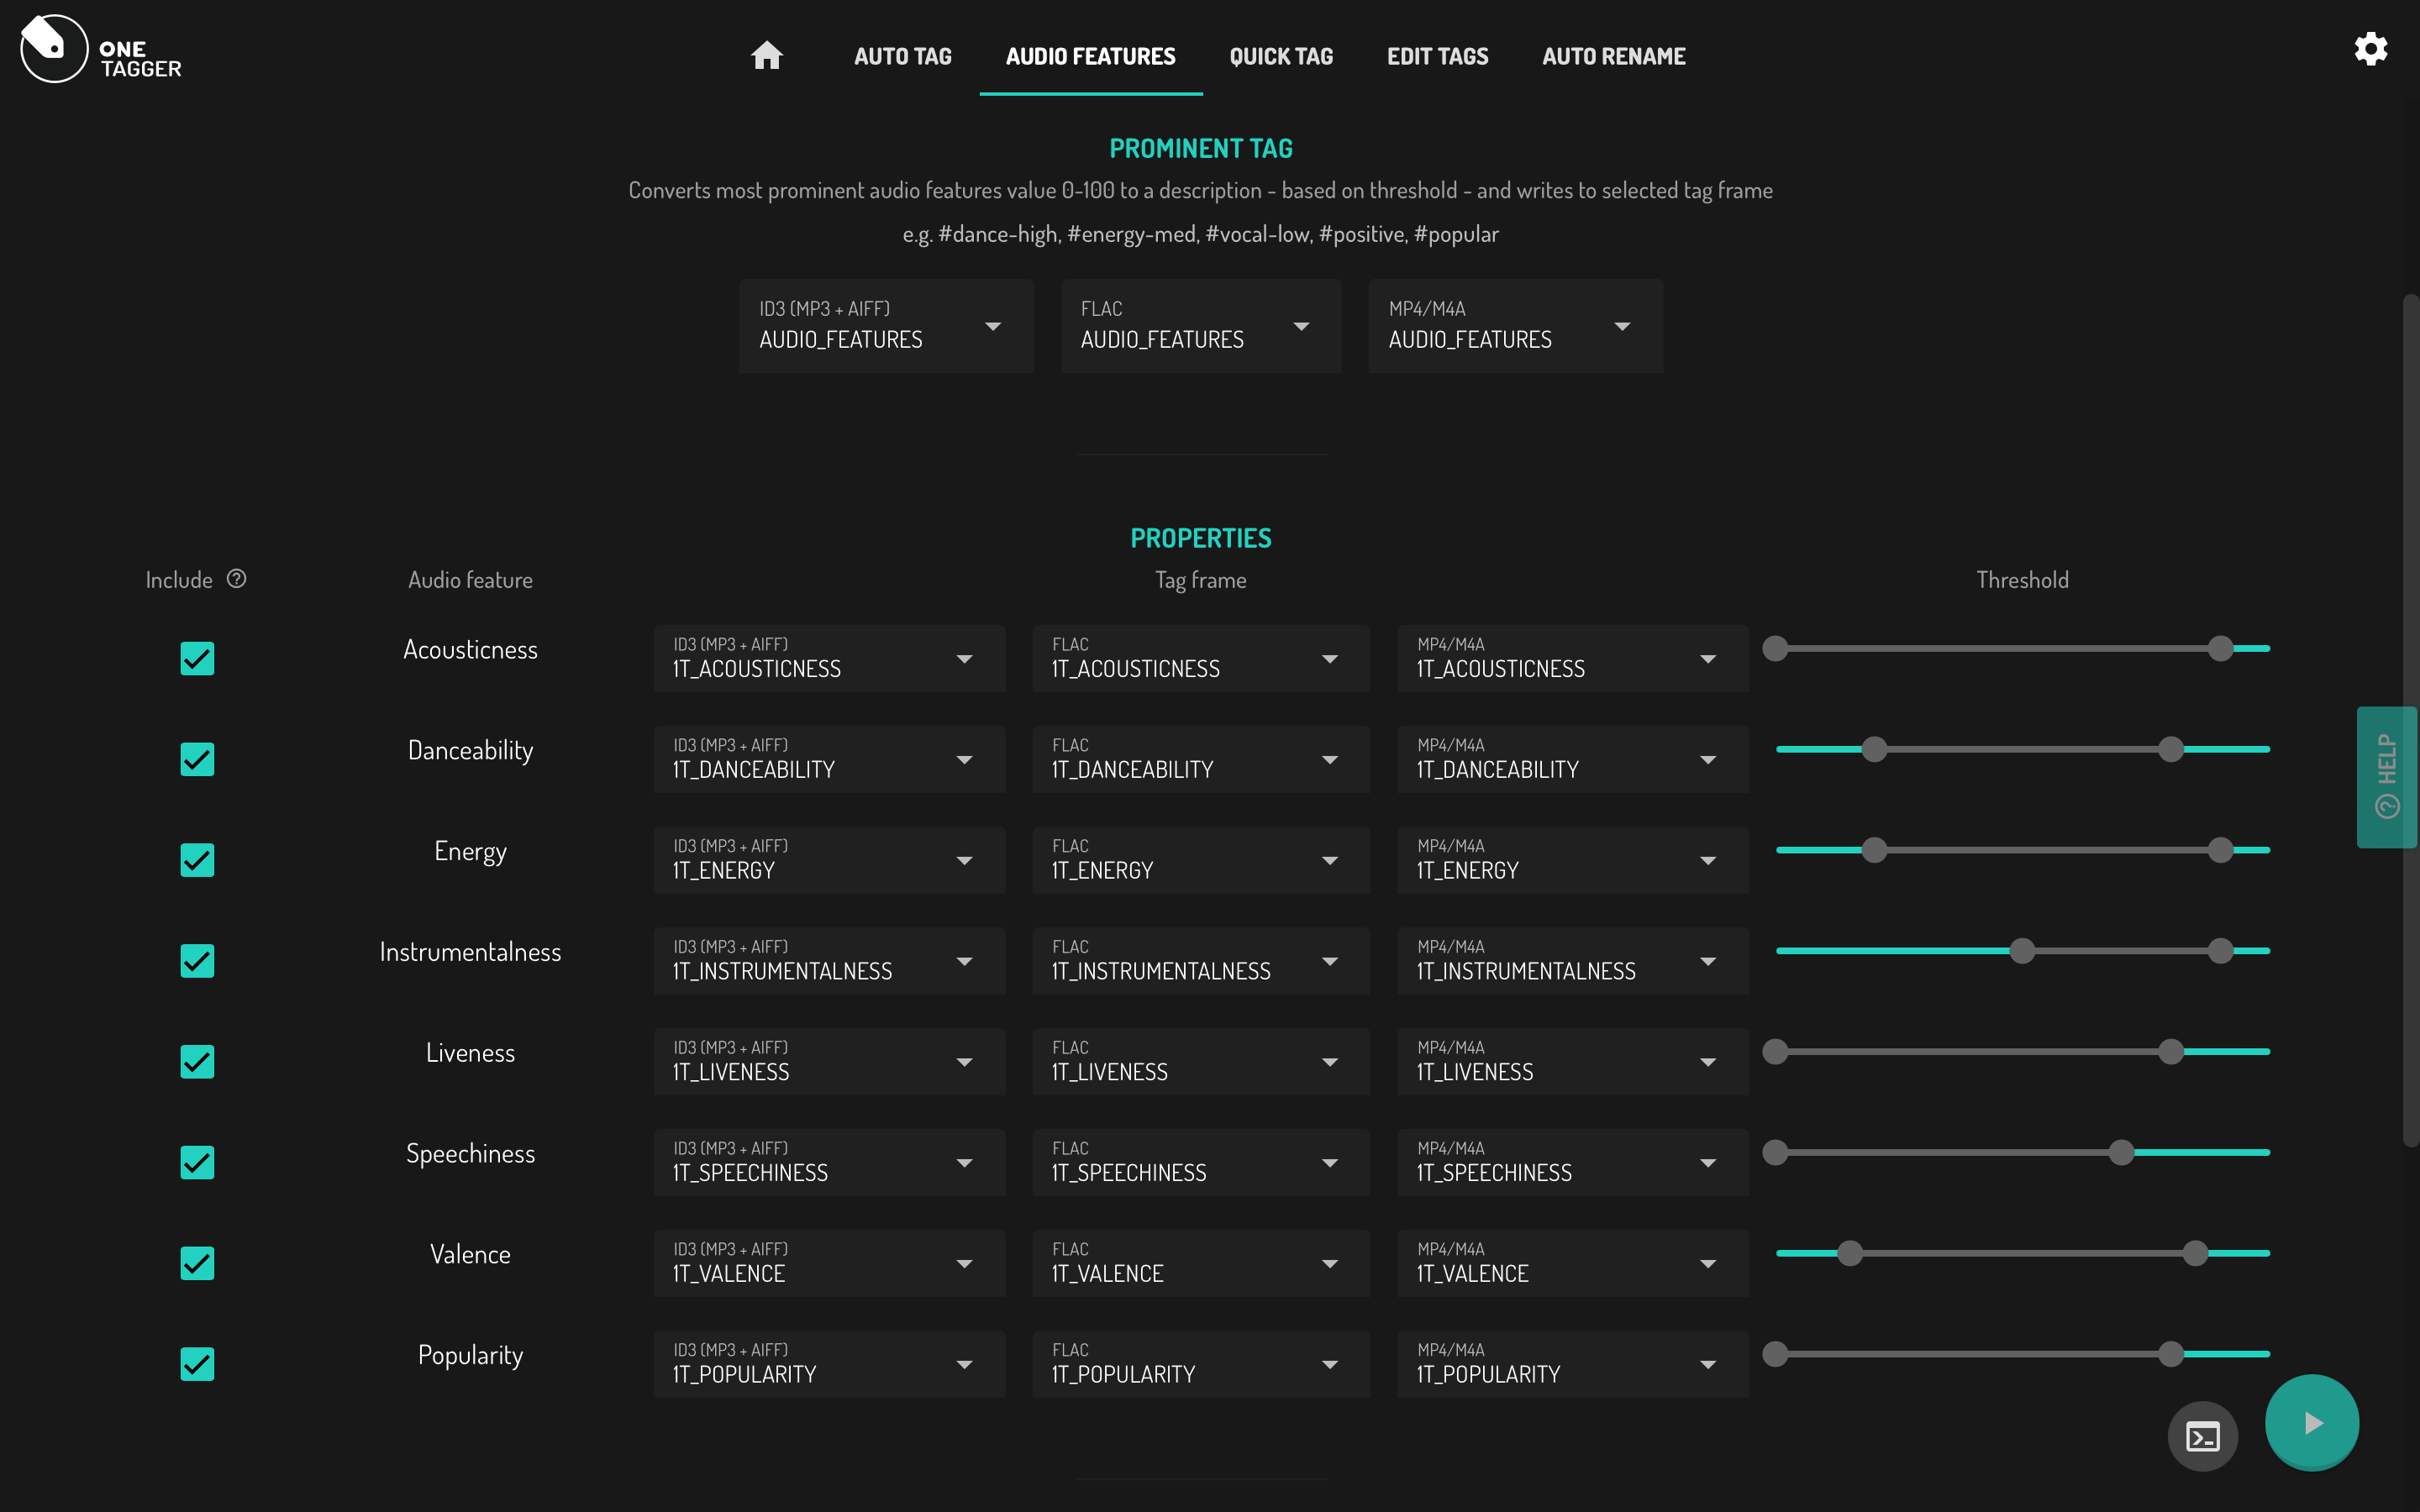 ONE
TAGGER
AUTO TAG AUDIO FEATURES QUICK TAG EDIT TAGS AUTO RENAME
PROMINENT TAG
Converts most prominent audio features value 0-100 to a description - based on threshold - and writes to selected tag frame
e.g. #dance-high, #energy-med, #vocal-low, #positive, #popular
ID3 (MP3 + AIFF) FLAC MP4/M4A
AUDIO_FEATURES AUDIO_FEATURES AUDIO_FEATURES
PROPERTIES
Include Audio feature Tag frame Threshold
Acousticness
ID3 (MP3 + AIFF) FLAC MP4/M4A
1T_ACOUSTICNESS 1T_ACOUSTICNESS 1T_ACOUSTICNESS
Danceability
ID3 (MP3 + AIFF) FLAC MP4/M4A
1T_DANCEABILITY 1T_DANCEABILITY 1T_DANCEABILITY
HELP
Energy
ID3 (MP3 + AIFF) FLAC MP4/M4A
1T_ENERGY 1T_ENERGY 1T_ENERGY
Instrumentalness
ID3 (MP3 + AIFF) FLAC MP4/M4A
1T_INSTRUMENTALNESS 1T_INSTRUMENTALNESS 1T_INSTRUMENTALNESS
Liveness
ID3 (MP3 + AIFF) FLAC MP4/M4A
1T_LIVENESS 1T_LIVENESS 1T_LIVENESS
Speechiness
ID3 (MP3 + AIFF) FLAC MP4/M4A
1T_SPEECHINESS 1T_SPEECHINESS 1T_SPEECHINESS
Valence
ID3 (MP3 + AIFF) FLAC MP4/M4A
1T_VALENCE 1T_VALENCE 1T_VALENCE
Popularity
ID3 (MP3 + AIFF) FLAC MP4/M4A
1T_POPULARITY 1T_POPULARITY 1T_POPULARITY